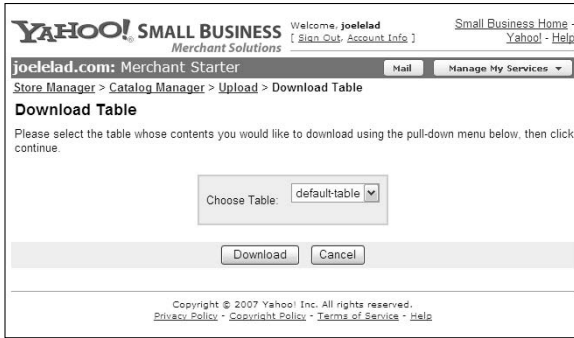 YAHOO! SMALL BUSINESS
Merchant Solutions
Welcome, joelelad
[ Sign Out, Account Info ]
Small Business Home -
Yahoo! - Help
joelelad.com: Merchant Starter
Mail
Manage My Services
Store Manager > Catalog Manager > Upload > Download Table
Download Table
Please select the table whose contents you would like to download using the pull-down menu below, then click
continue.
Choose Table:
default-table
Download
Cancel
Copyright © 2007 Yahoo! Inc. All rights reserved.
Privacy Policy - Copyright Policy - Terms of Service - Help